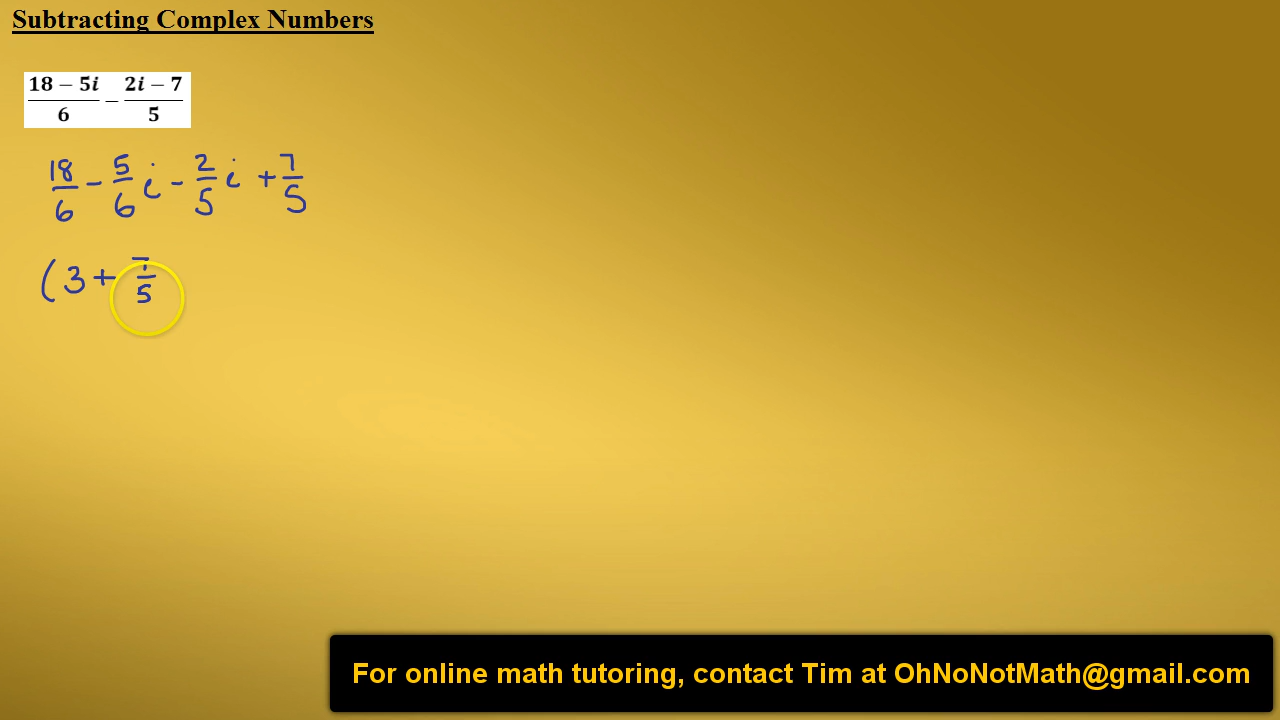 Subtracting Complex Numbers
18 − 5i / 6 − 2i − 7 / 5
18/6 − 5/6 i − 2/5 i + 7/5
(3 + 7/5
For online math tutoring, contact Tim at OhNoNotMath@gmail.com